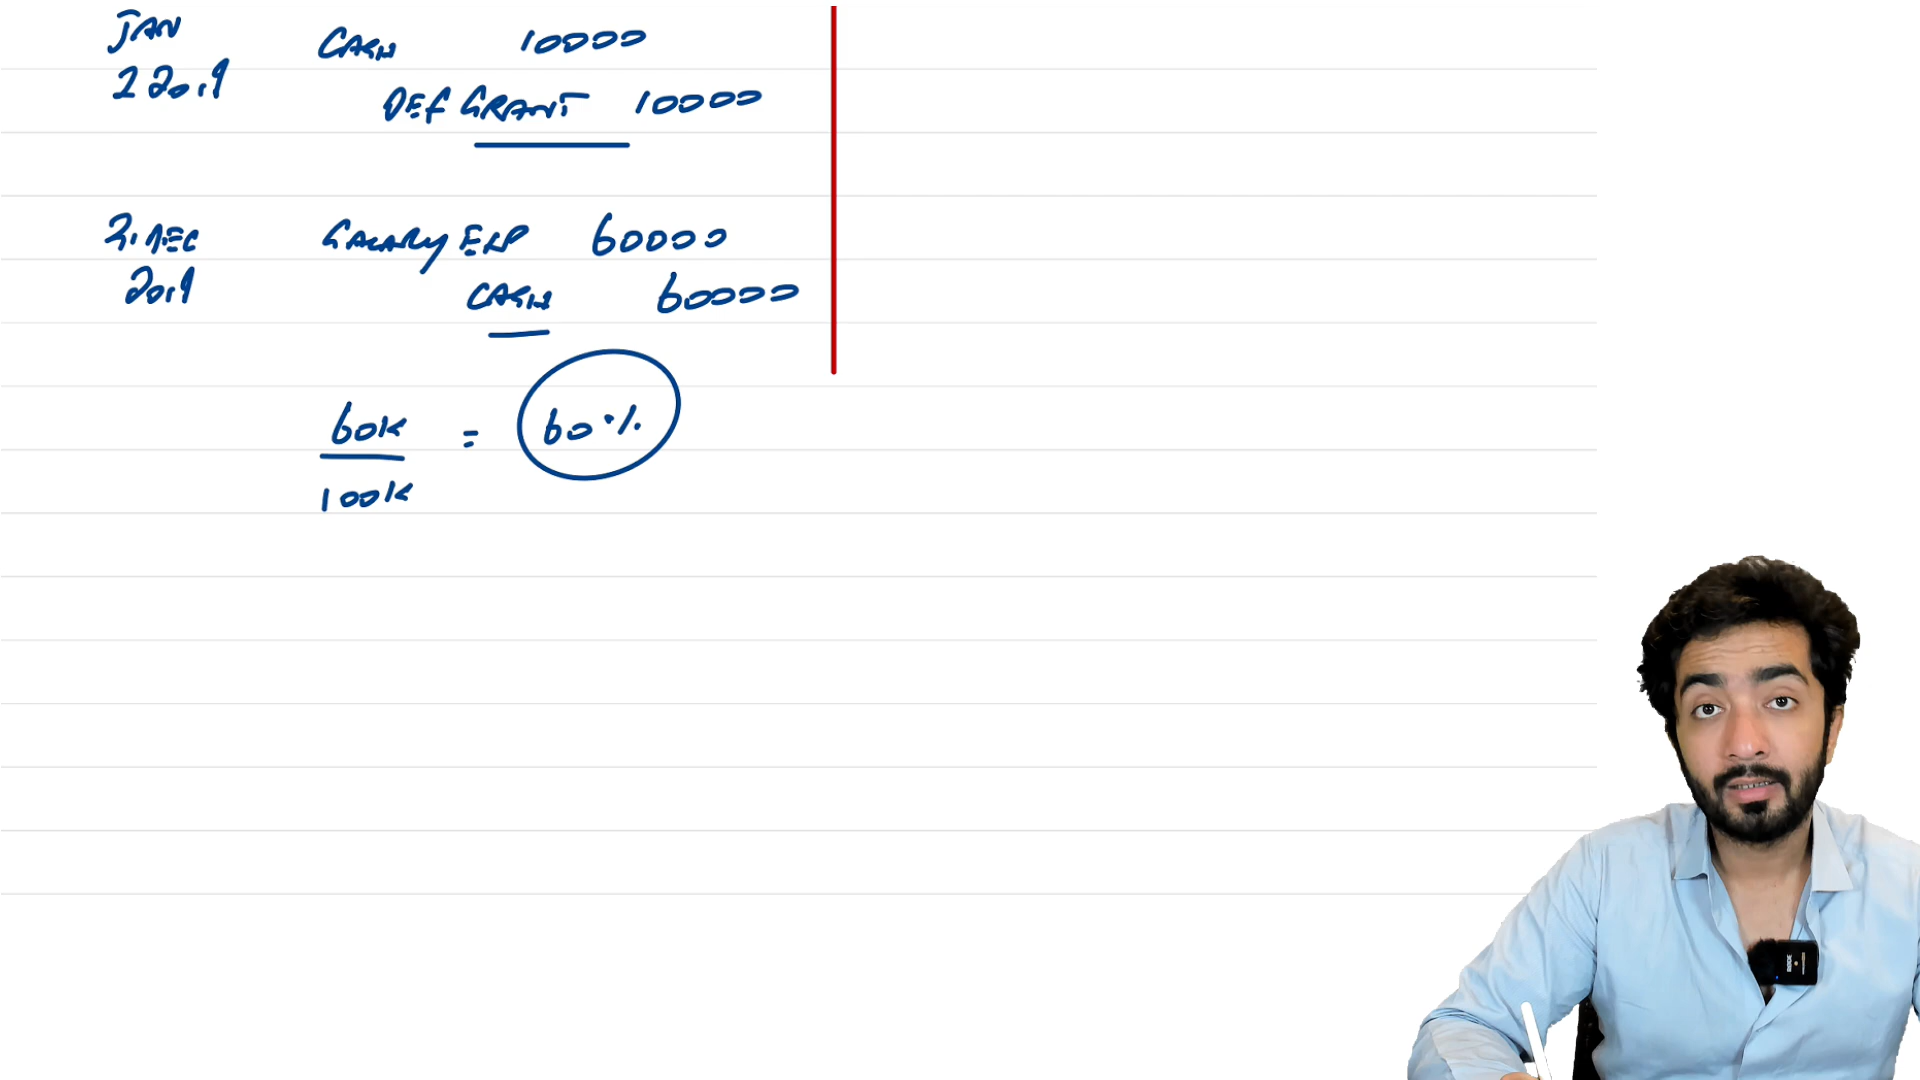 JAN CASH 10000
1 2019 DEF GRANT 10000
31 DEC SALARY EXP 60000
2019 CASH 60000
60K = 60%
100K
RODE